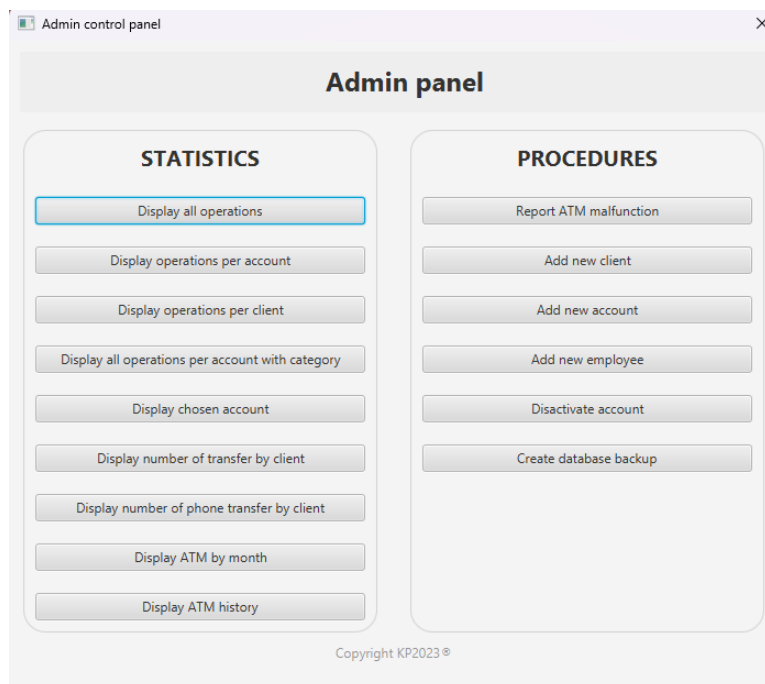 Admin control panel
Admin panel
STATISTICS
Display all operations
Display operations per account
Display operations per client
Display all operations per account with category
Display chosen account
Display number of transfer by client
Display number of phone transfer by client
Display ATM by month
Display ATM history
PROCEDURES
Report ATM malfunction
Add new client
Add new account
Add new employee
Disactivate account
Create database backup
Copyright KP2023®